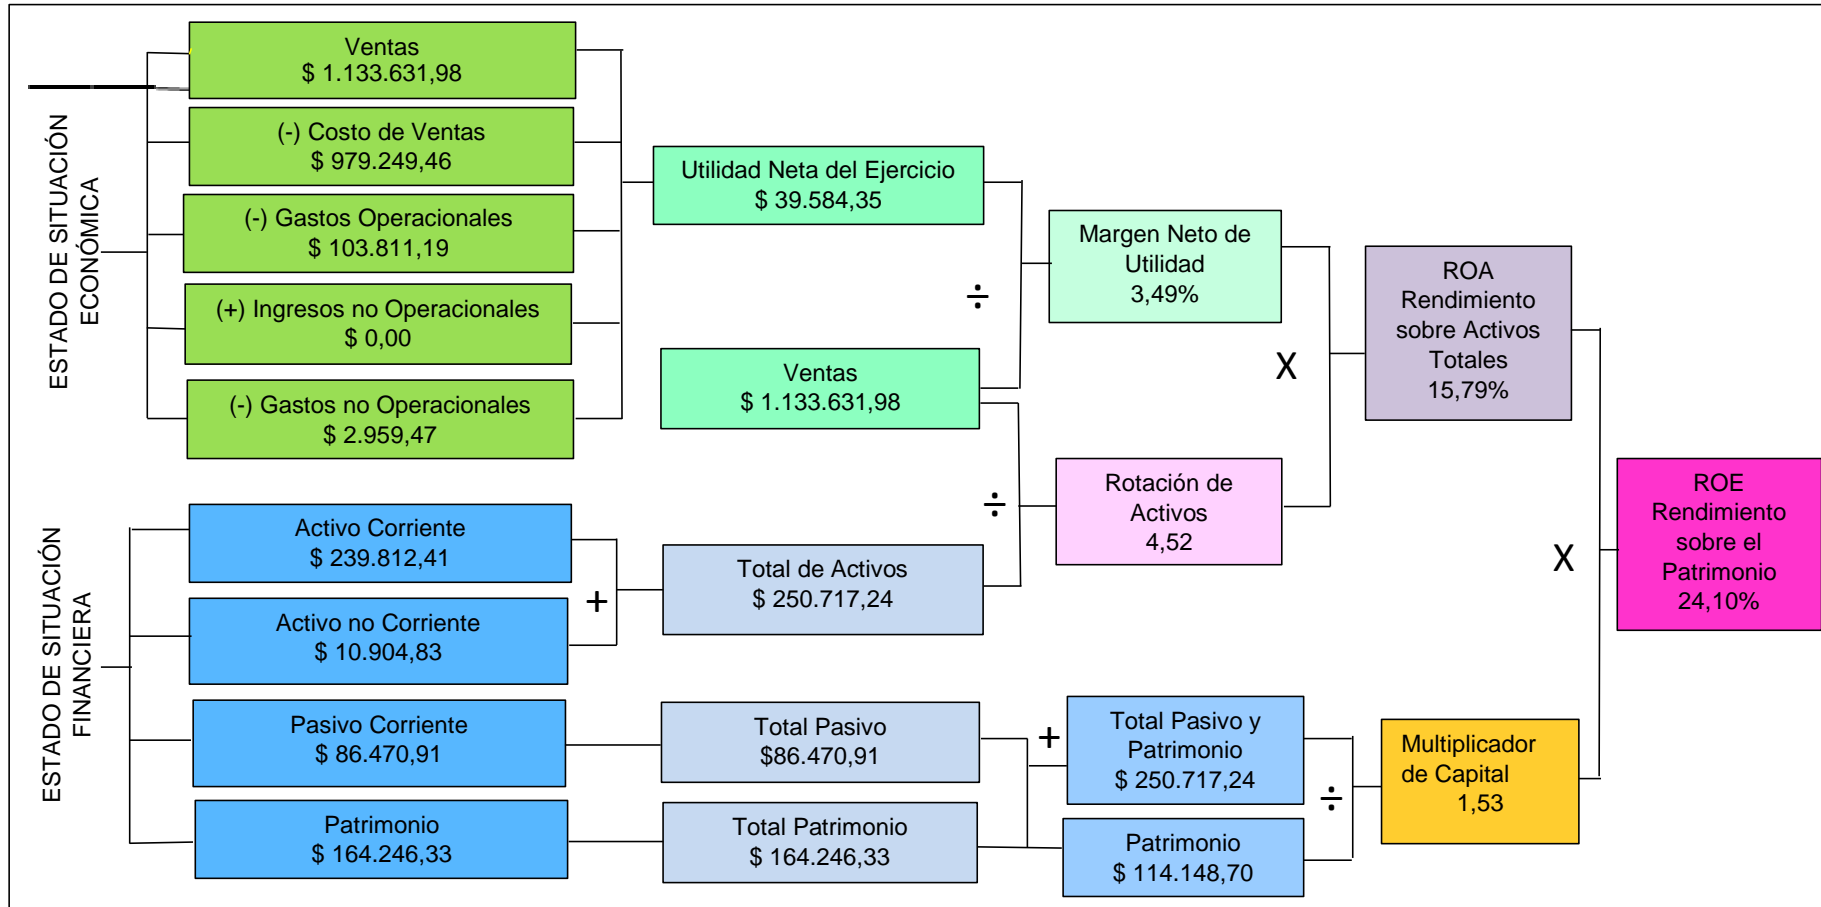 ESTADO DE SITUACIÓN
ECONÓMICA
Ventas
$ 1.133.631,98
(-) Costo de Ventas
$ 979.249,46
(-) Gastos Operacionales
$ 103.811,19
(+) Ingresos no Operacionales
$ 0,00
(-) Gastos no Operacionales
$ 2.959,47
Utilidad Neta del Ejercicio
$ 39.584,35
÷
Ventas
$ 1.133.631,98
Margen Neto de
Utilidad
3,49%
X
ROA
Rendimiento
sobre Activos
Totales
15,79%
ESTADO DE SITUACIÓN
FINANCIERA
Activo Corriente
$ 239.812,41
+
Activo no Corriente
$ 10.904,83
Pasivo Corriente
$ 86.470,91
Patrimonio
$ 164.246,33
Total de Activos
$ 250.717,24
÷
Rotación de
Activos
4,52
Total Pasivo
$86.470,91
Total Patrimonio
$ 164.246,33
+
Total Pasivo y
Patrimonio
$ 250.717,24
÷
Patrimonio
$ 114.148,70
Multiplicador
de Capital
1,53
X
ROE
Rendimiento
sobre el
Patrimonio
24,10%